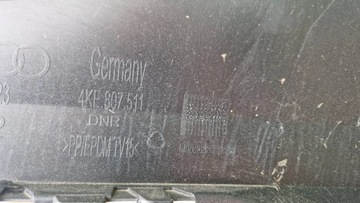 Germany
4KE.807.511
DNR
>PP/EPDM TV15<